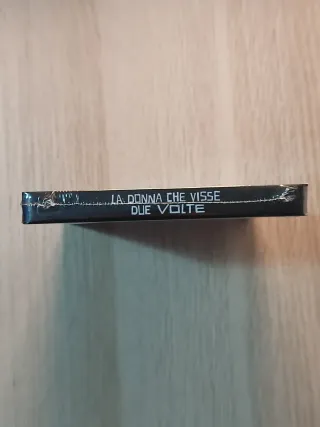 LA DONNA CHE VISSE
DUE VOLTE